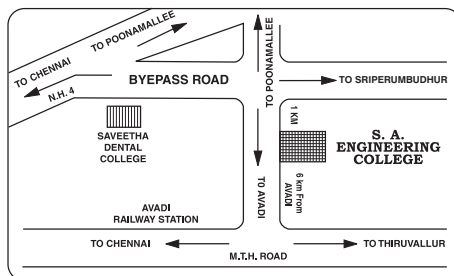 TO POONAMALLEE
TO CHENNAI
N.H. 4
BYEPASS ROAD
TO POONAMALLEE
TO SRIPERUMBUDHUR
SAVEETHA
DENTAL
COLLEGE
1 KM
S. A.
ENGINEERING
COLLEGE
6 km From
AVADI
TO AVADI
AVADI
RAILWAY STATION
TO CHENNAI
TO THIRUVALLUR
M.T.H. ROAD